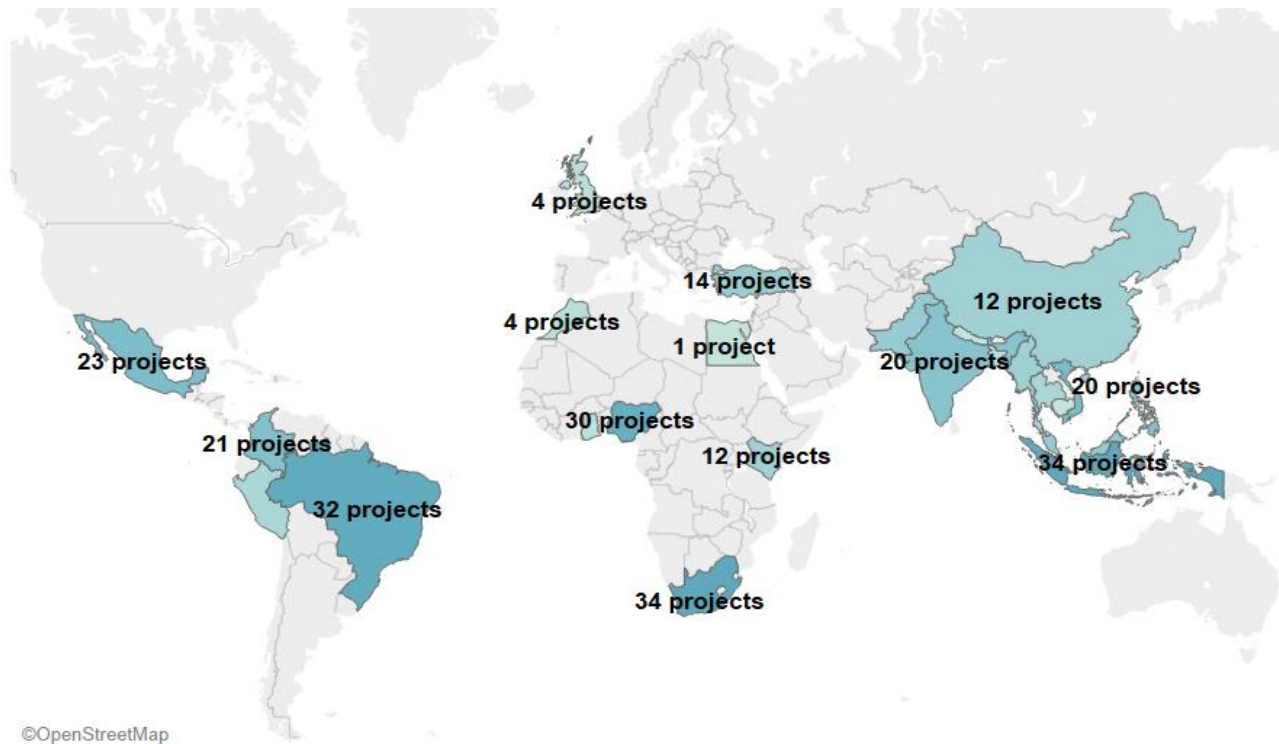 4 projects
14 projects
12 projects
4 projects
1 project
23 projects
20 projects
20 projects
30 projects
21 projects
12 projects
34 projects
32 projects
34 projects
©OpenStreetMap